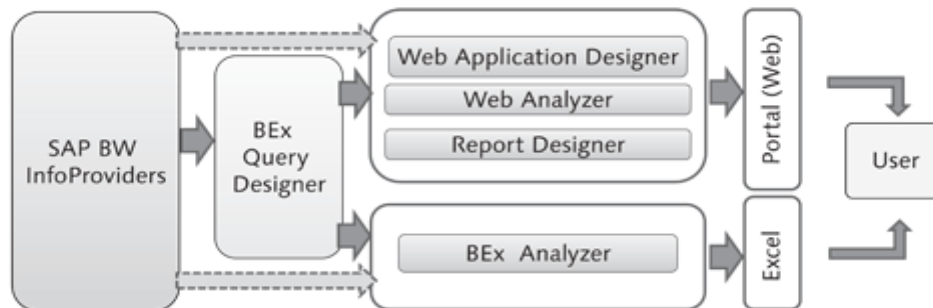 SAP BW
InfoProviders
BEx
Query
Designer
Web Application Designer
Web Analyzer
Report Designer
BEx Analyzer
Portal (Web)
Excel
User